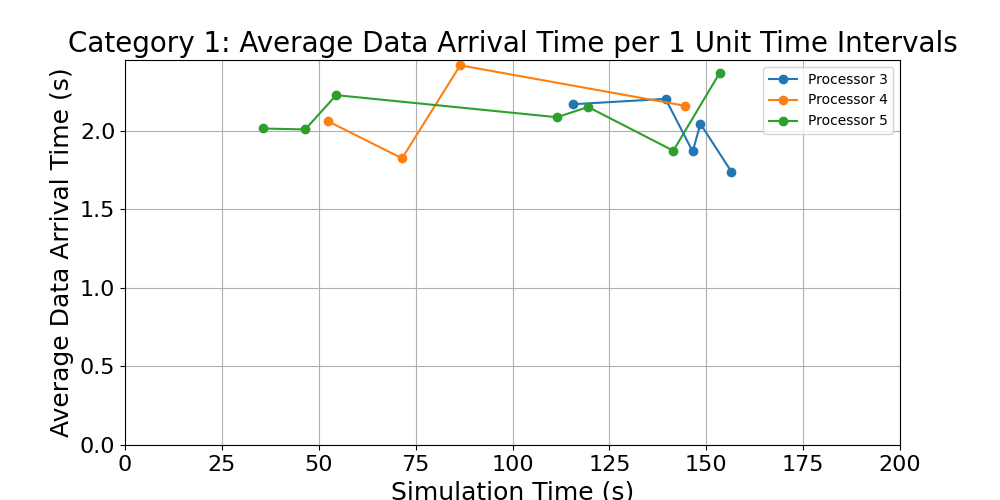 Category 1: Average Data Arrival Time per 1 Unit Time Intervals
Average Data Arrival Time (s)
2.0
1.5
1.0
0.5
0.0
Processor 3
Processor 4
Processor 5
0 25 50 75 100 125 150 175 200
Simulation Time (s)